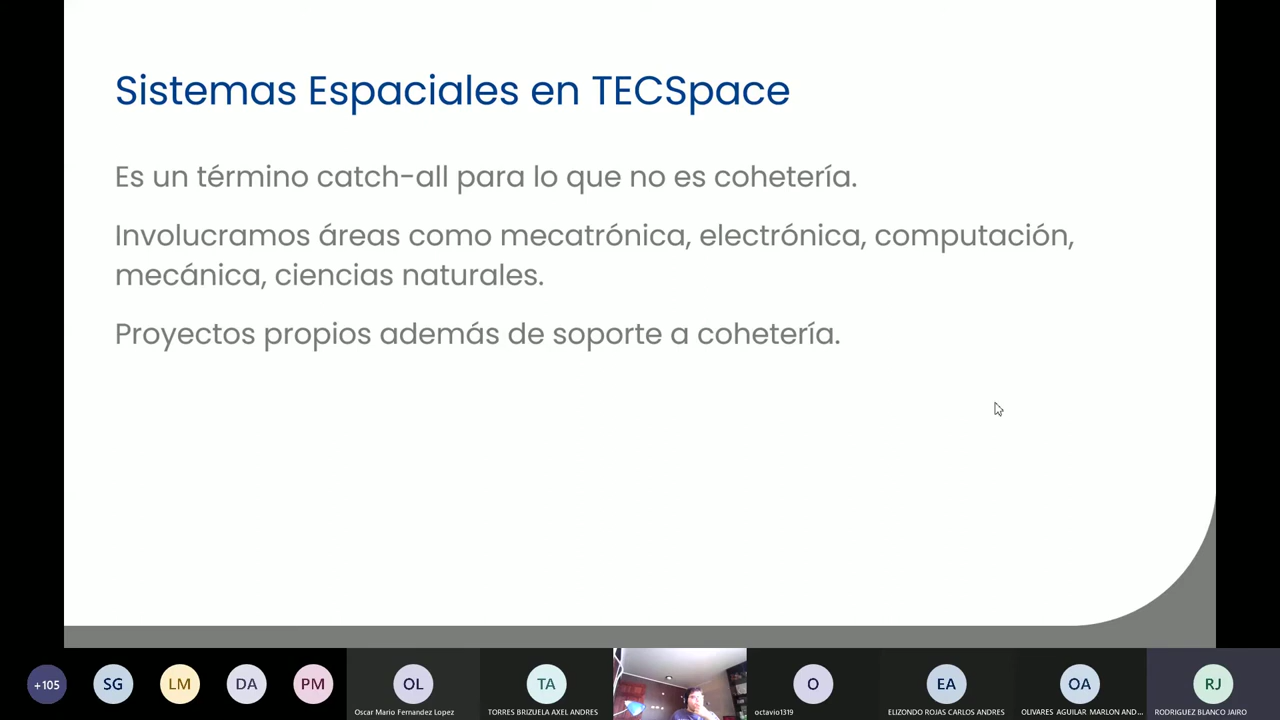 Sistemas Espaciales en TECSpace
Es un término catch-all para lo que no es cohetería.
Involucramos áreas como mecatrónica, electrónica, computación,
mecánica, ciencias naturales.
Proyectos propios además de soporte a cohetería.
+105
SG
LM
DA
PM
OL
Oscar Mario Fernandez Lopez
TA
TORRES BRIZUELA AXEL ANDRES
O
octavio1319
EA
ELIZONDO ROJAS CARLOS ANDRES
OA
OLIVARES AGUILAR MARLON AND...
RJ
RODRIGUEZ BLANCO JAIRO